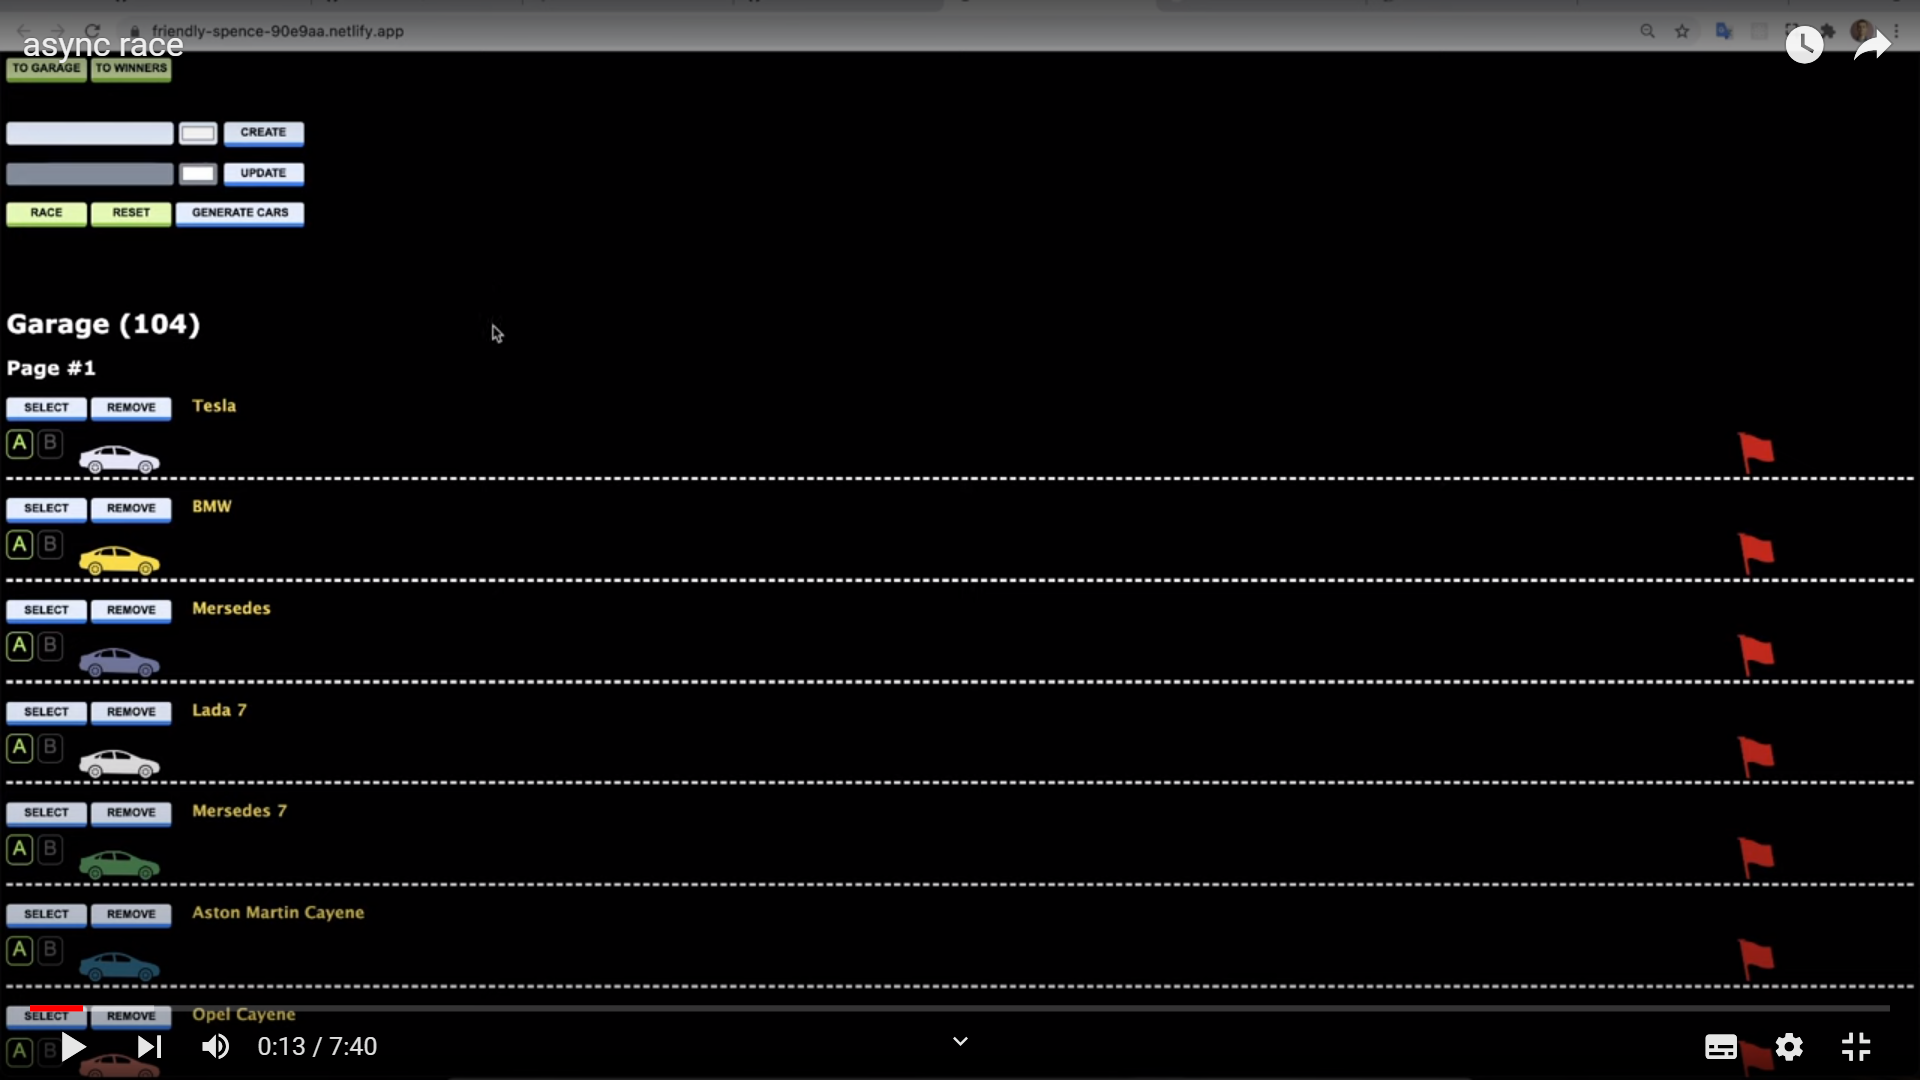 friendly-spence-90e9aa.netlify.app
async race
TO GARAGE TO WINNERS
CREATE
UPDATE
RACE RESET GENERATE CARS
Garage (104)
Page #1
SELECT REMOVE Tesla
A B
SELECT REMOVE BMW
A B
SELECT REMOVE Mersedes
A B
SELECT REMOVE Lada 7
A B
SELECT REMOVE Mersedes 7
A B
SELECT REMOVE Aston Martin Cayene
A B
SELECT REMOVE Opel Cayene
A B
0:13 / 7:40